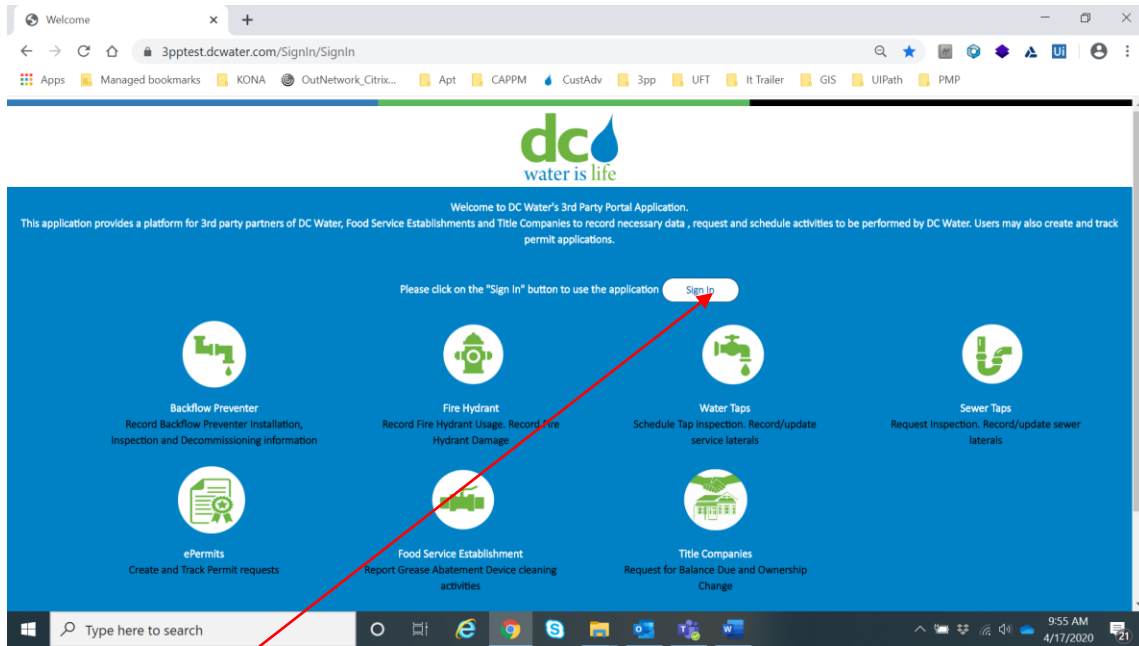 Welcome
3pptest.dcwater.com/SignIn/SignIn
Apps Managed bookmarks KONA OutNetwork_Citrix... Apt CAPPM CustAdv 3pp UFT It Trailer GIS UIPath PMP
Ui
dc
water is life
Welcome to DC Water's 3rd Party Portal Application.
This application provides a platform for 3rd party partners of DC Water, Food Service Establishments and Title Companies to record necessary data , request and schedule activities to be performed by DC Water. Users may also create and track
permit applications.
Please click on the "Sign In" button to use the application Sign In
Backflow Preventer
Record Backflow Preventer Installation,
Inspection and Decommissioning information
Fire Hydrant
Record Fire Hydrant Usage. Record Fire
Hydrant Damage
Water Taps
Schedule Tap inspection. Record/update
service laterals
Sewer Taps
Request Inspection. Record/update sewer
laterals
ePermits
Create and Track Permit requests
Food Service Establishment
Report Grease Abatement Device cleaning
activities
Title Companies
Request for Balance Due and Ownership
Change
Type here to search
9:55 AM
4/17/2020
21